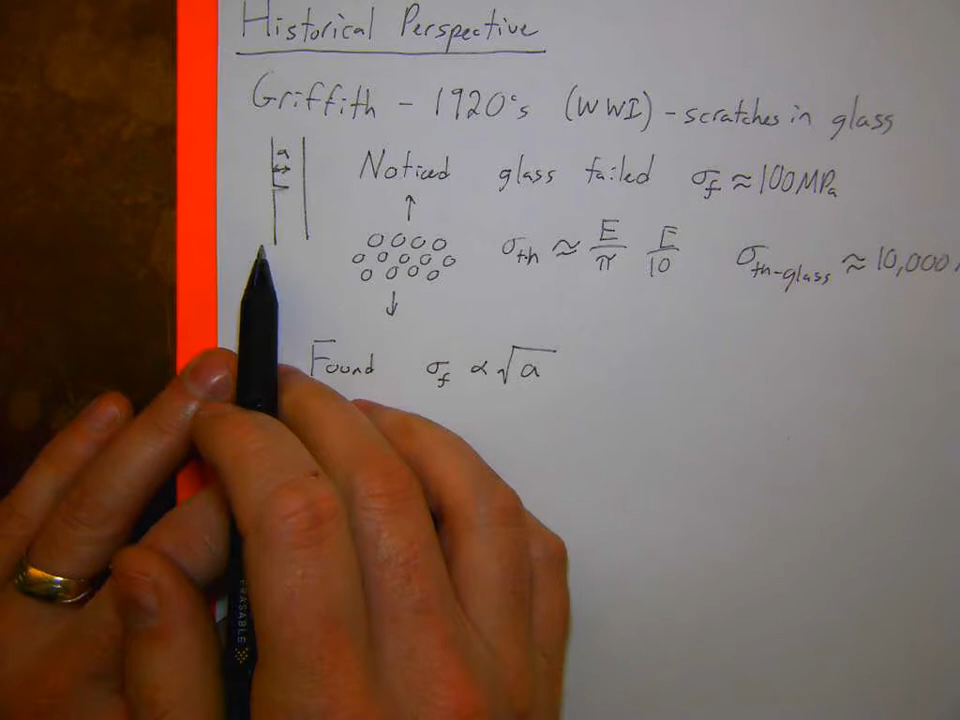 Historical Perspective
Griffith - 1920's (WWI) - scratches in glass
a
Noticed glass failed σf ≈ 100MPa
σth ≈ E/π E/10 σth-glass ≈ 10,000
Found σf ∝ √a
ERASABLE